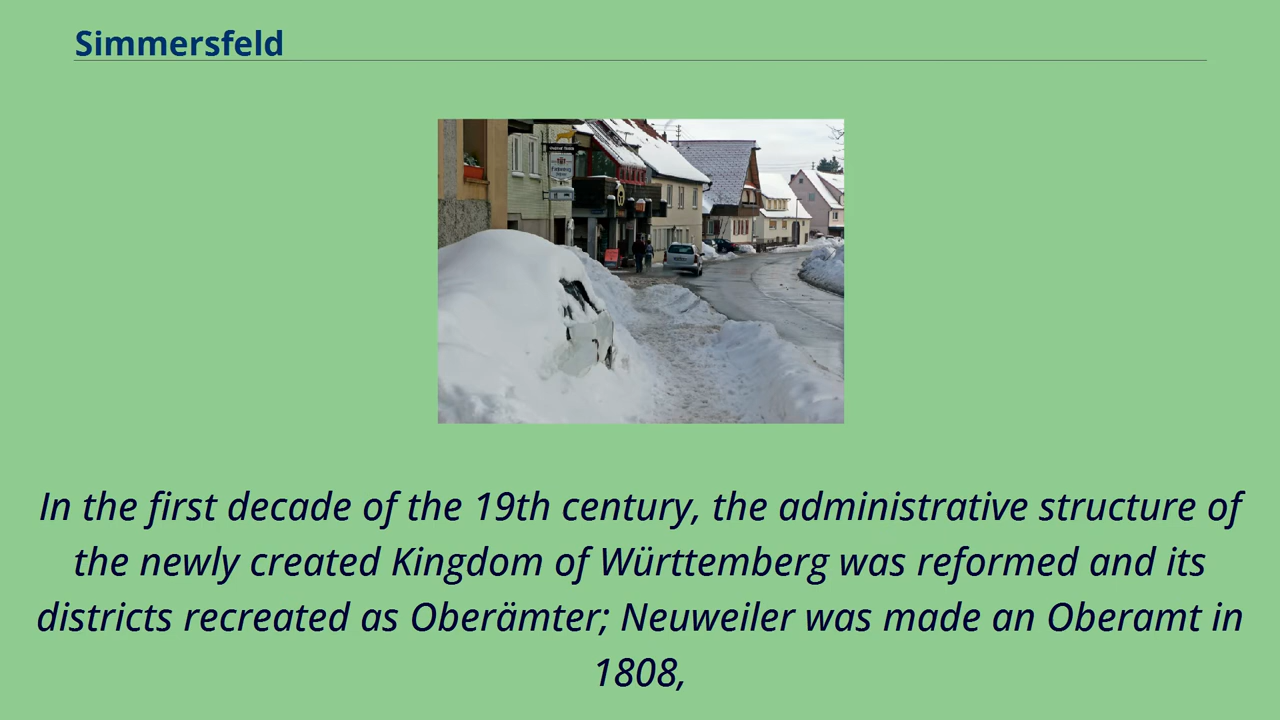 Simmersfeld
In the first decade of the 19th century, the administrative structure of
the newly created Kingdom of Württemberg was reformed and its
districts recreated as Oberämter; Neuweiler was made an Oberamt in
1808,